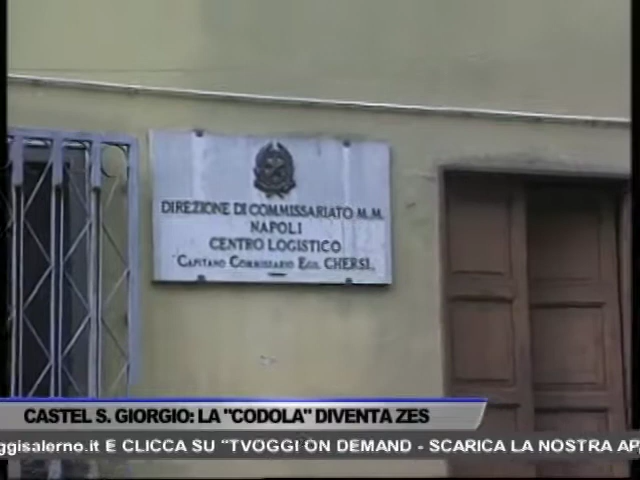 DIREZIONE DI COMMISSARIATO M.M.
NAPOLI
CENTRO LOGISTICO
CAPITANO COMMISSARIO EGIL CHERSI
CASTEL S. GIORGIO: LA "CODOLA" DIVENTA ZES
ggisalerno.it E CLICCA SU "TVOGGI ON DEMAND - SCARICA LA NOSTRA AP